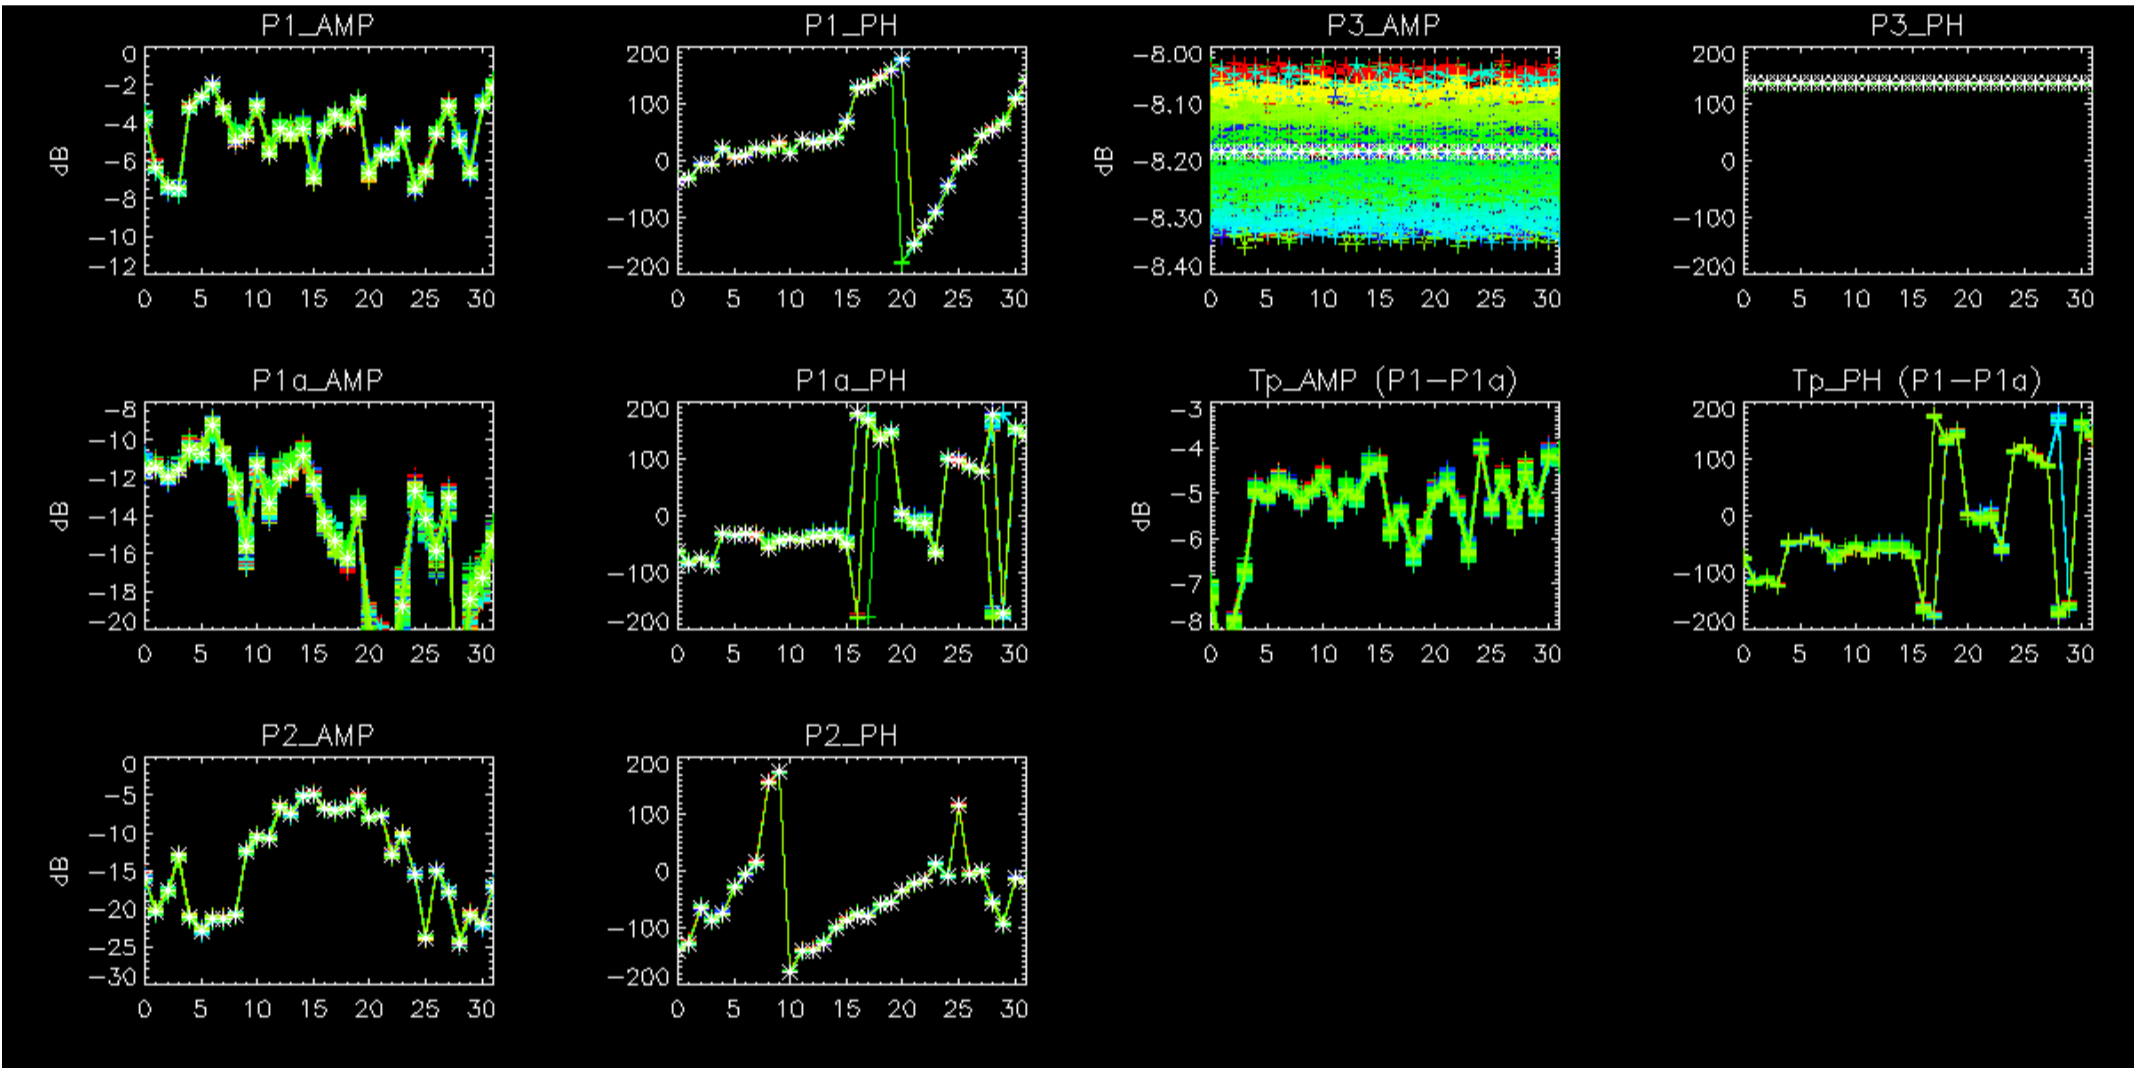 P1_AMP P1_PH P3_AMP P3_PH
0 200 -8.00 200
-2
-4 100 -8.10 100
dB -6 0 dB -8.20 0
-8
-10 -100 -8.30 -100
-12 -200 -8.40 -200
0 5 10 15 20 25 30 0 5 10 15 20 25 30 0 5 10 15 20 25 30 0 5 10 15 20 25 30
P1a_AMP P1a_PH Tp_AMP (P1-P1a) Tp_PH (P1-P1a)
-8 200 -3 200
-10 100 -4 100
-12
dB -14 0 dB -5 0
-16 -6
-18 -100 -7 -100
-20 -200 -8 -200
0 5 10 15 20 25 30 0 5 10 15 20 25 30 0 5 10 15 20 25 30 0 5 10 15 20 25 30
P2_AMP P2_PH
0 200
-5 100
-10
dB -15 0
-20 -100
-25
-30 -200
0 5 10 15 20 25 30 0 5 10 15 20 25 30